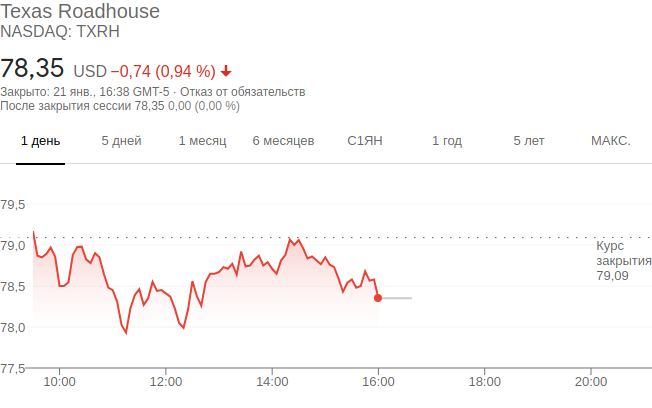 Texas Roadhouse
NASDAQ: TXRH
78,35 USD −0,74 (0,94 %)
Закрыто: 21 янв., 16:38 GMT-5 · Отказ от обязательств
После закрытия сессии 78,35 0,00 (0,00 %)
1 день 5 дней 1 месяц 6 месяцев С1ЯН 1 год 5 лет МАКС.
79,5
79,0
78,5
78,0
77,5
Курс
закрытия
79,09
10:00 12:00 14:00 16:00 18:00 20:00